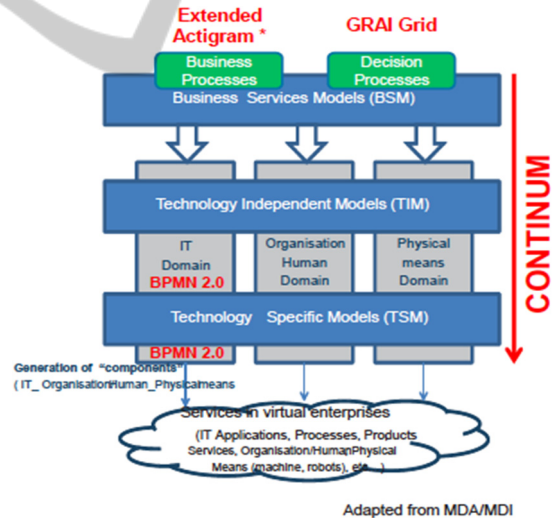 Extended
Actigram *
GRAI Grid
Business
Processes
Decision
Processes
Business Services Models (BSM)
CONTINUM
Technology Independent Models (TIM)
IT
Domain
BPMN 2.0
Organisation
Human
Domain
Physical
means
Domain
Technology Specific Models (TSM)
BPMN 2.0
Generation of "components"
( IT_ OrganisationHuman_Physicalmeans
Services in virtual enterprises
(IT Applications, Processes, Products
Services, Organisation/Human,Physical
Means (machine, robots), etc...)
Adapted from MDA/MDI